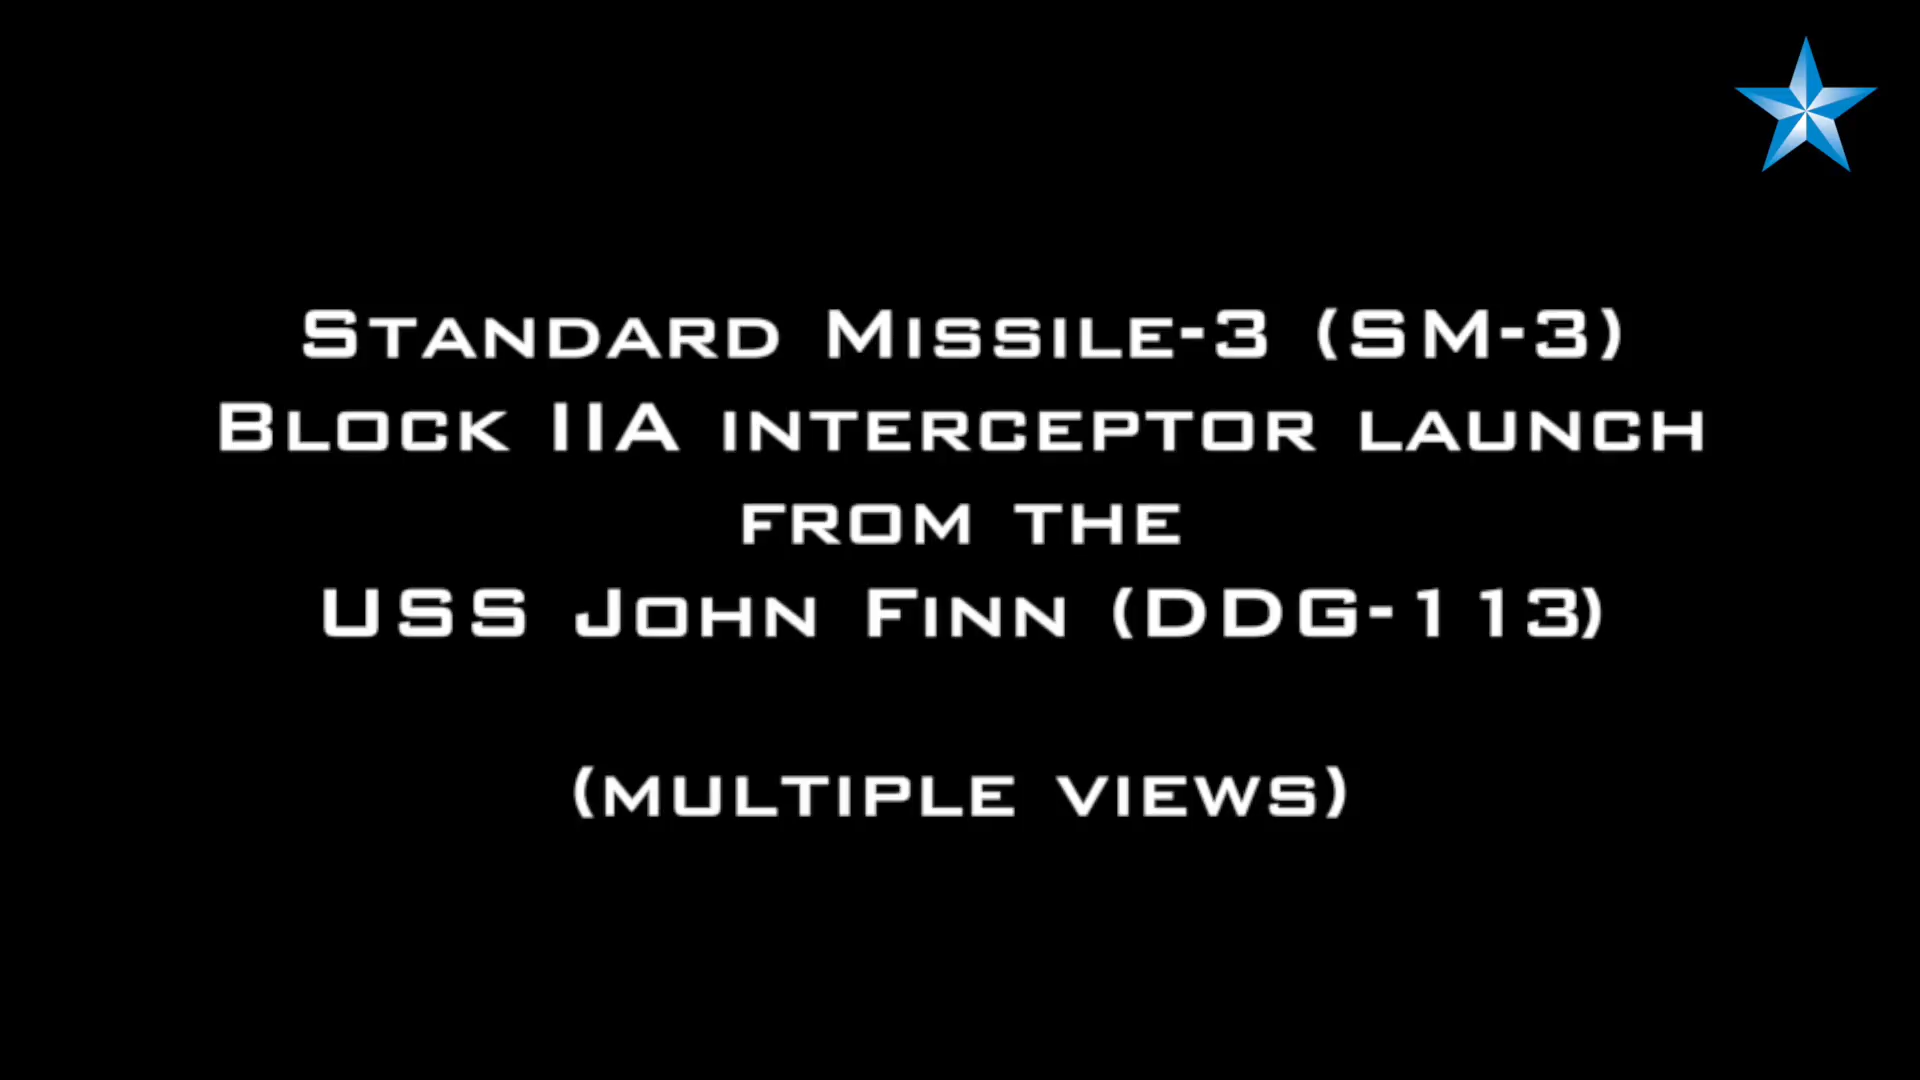 Standard Missile-3 (SM-3)
Block IIA interceptor launch
from the
USS John Finn (DDG-113)
(multiple views)